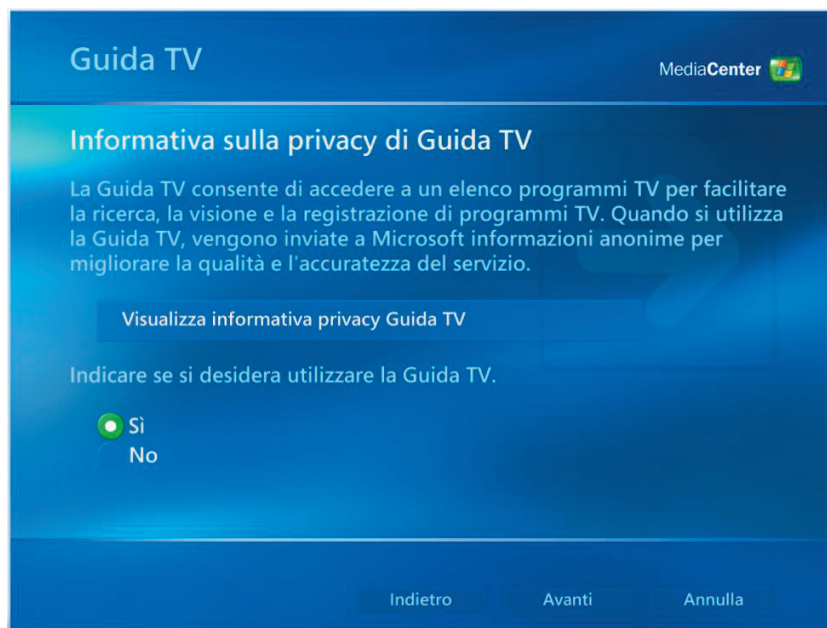 Guida TV
MediaCenter
Informativa sulla privacy di Guida TV
La Guida TV consente di accedere a un elenco programmi TV per facilitare
la ricerca, la visione e la registrazione di programmi TV. Quando si utilizza
la Guida TV, vengono inviate a Microsoft informazioni anonime per
migliorare la qualità e l'accuratezza del servizio.
Visualizza informativa privacy Guida TV
Indicare se si desidera utilizzare la Guida TV.
Sì
No
Indietro Avanti Annulla